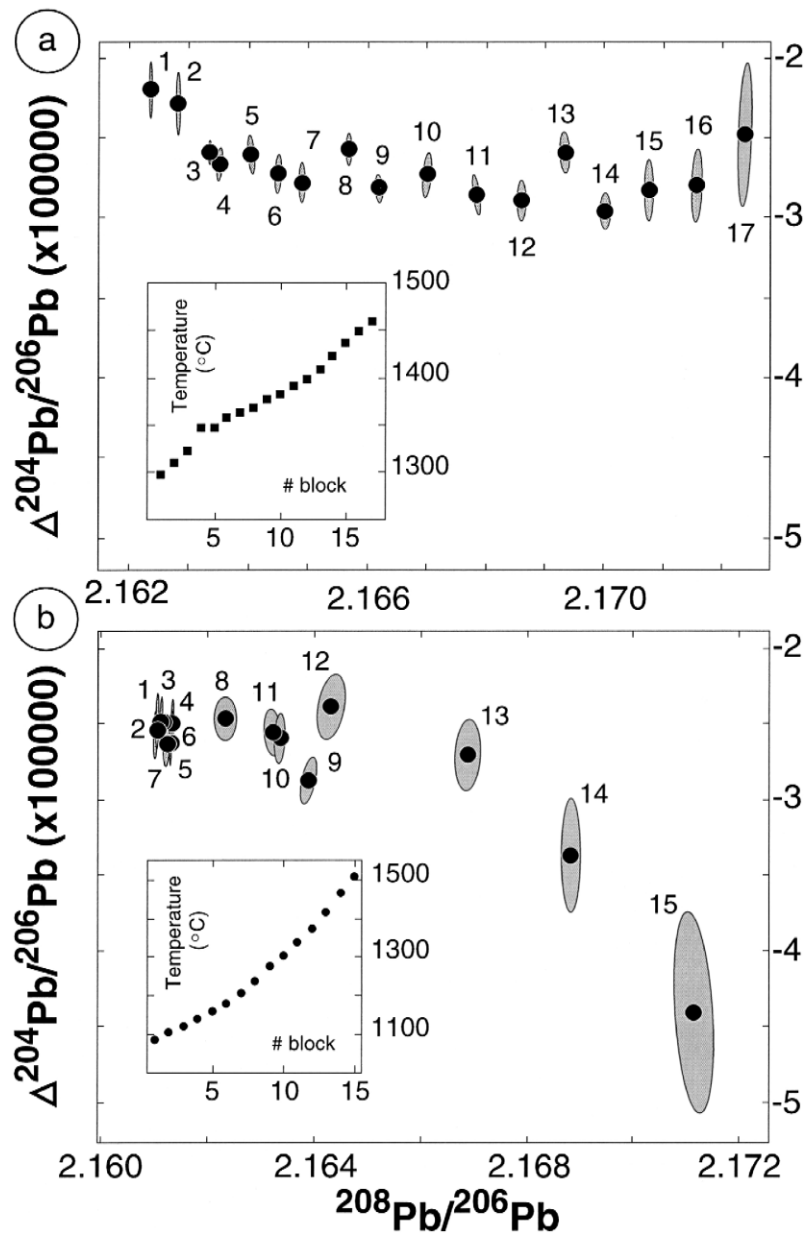 a
Δ²⁰⁴Pb/²⁰⁶Pb (x100000)
1 2 3 4 5 6 7 8 9 10 11 12 13 14 15 16 17
-2
-3
-4
-5
Temperature
(°C)
1500
1400
1300
# block
5 10 15
2.162 2.166 2.170
b
Δ²⁰⁴Pb/²⁰⁶Pb (x100000)
1 3 4 8 11 12 13 14 15
2 6 7 5 10 9
-2
-3
-4
-5
Temperature
(°C)
1500
1300
1100
# block
5 10 15
2.160 2.164 2.168 2.172
²⁰⁸Pb/²⁰⁶Pb